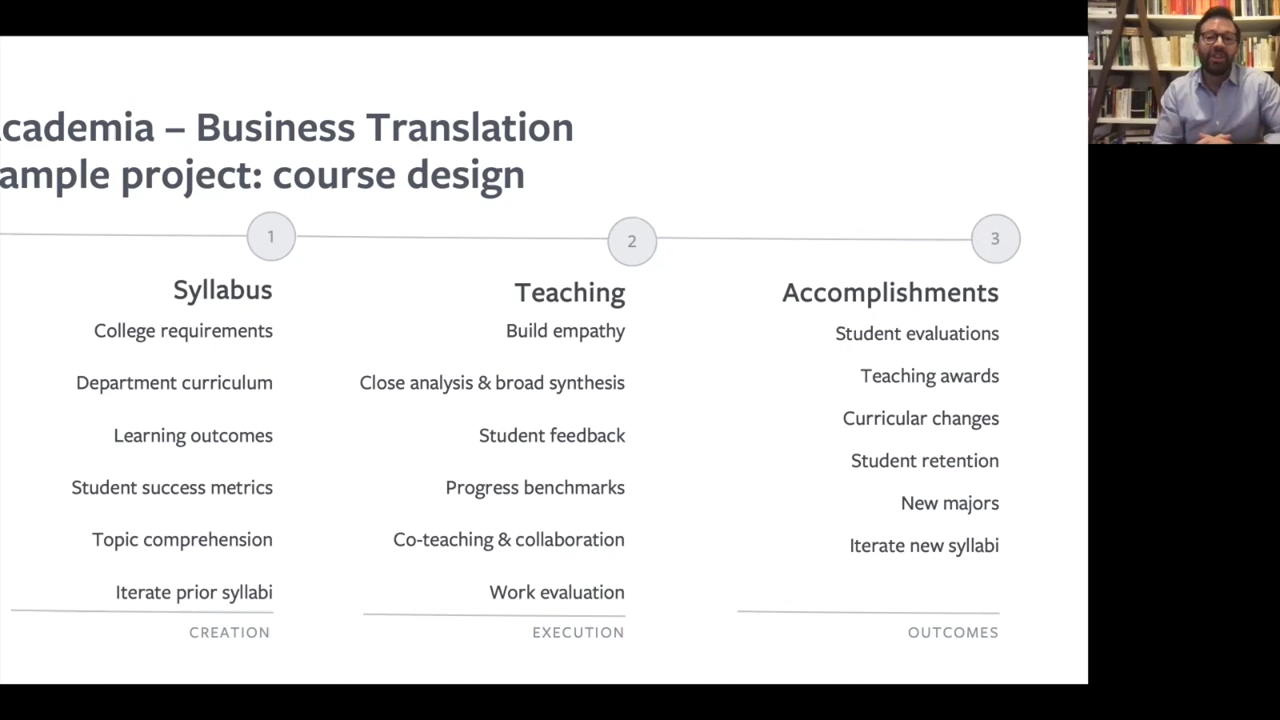 cademia – Business Translation
ample project: course design
1
2
3
Syllabus
College requirements
Department curriculum
Learning outcomes
Student success metrics
Topic comprehension
Iterate prior syllabi
CREATION
Teaching
Build empathy
Close analysis & broad synthesis
Student feedback
Progress benchmarks
Co-teaching & collaboration
Work evaluation
EXECUTION
Accomplishments
Student evaluations
Teaching awards
Curricular changes
Student retention
New majors
Iterate new syllabi
OUTCOMES